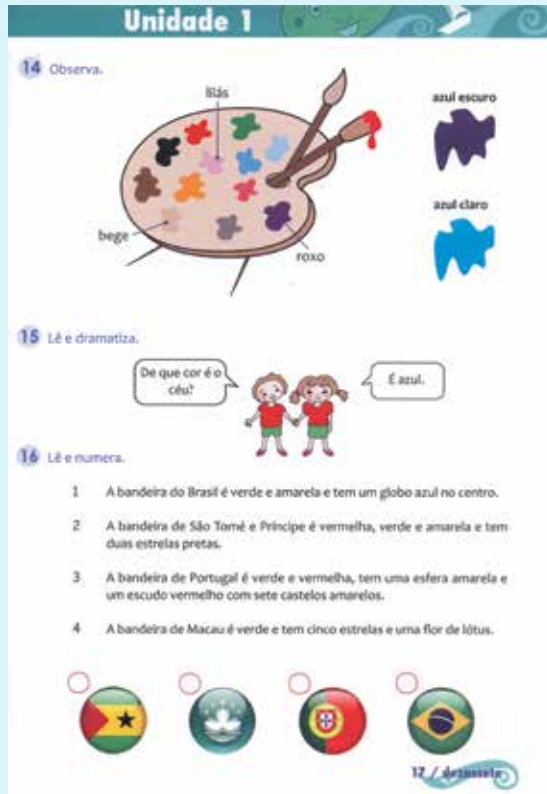 Unidade 1
14 Observa.
lilás
azul escuro
azul claro
bege
roxo
15 Lê e dramatiza.
De que cor é o
céu?
É azul.
16 Lê e numera.
1 A bandeira do Brasil é verde e amarela e tem um globo azul no centro.
2 A bandeira de São Tomé e Príncipe é vermelha, verde e amarela e tem
duas estrelas pretas.
3 A bandeira de Portugal é verde e vermelha, tem uma esfera amarela e
um escudo vermelho com sete castelos amarelos.
4 A bandeira de Macau é verde e tem cinco estrelas e uma flor de lótus.
17 / dezassete